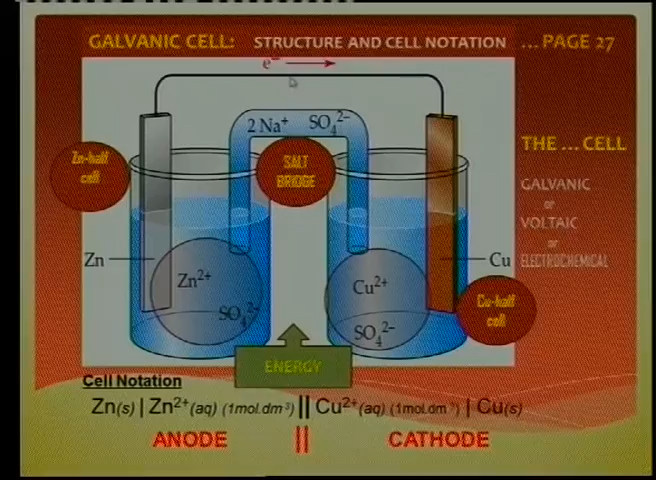 GALVANIC CELL: STRUCTURE AND CELL NOTATION ... PAGE 27
e⁻
2 Na⁺ SO₄²⁻
Zn-half
cell
SALT
BRIDGE
THE ... CELL
GALVANIC
or
VOLTAIC
or
ELECTROCHEMICAL
Zn
Cu
Zn²⁺
SO₄²⁻
Cu²⁺
SO₄²⁻
Cu-half
cell
ENERGY
Cell Notation
Zn(s) | Zn²⁺(aq) (1mol.dm⁻³) || Cu²⁺(aq) (1mol.dm⁻³) | Cu(s)
ANODE || CATHODE